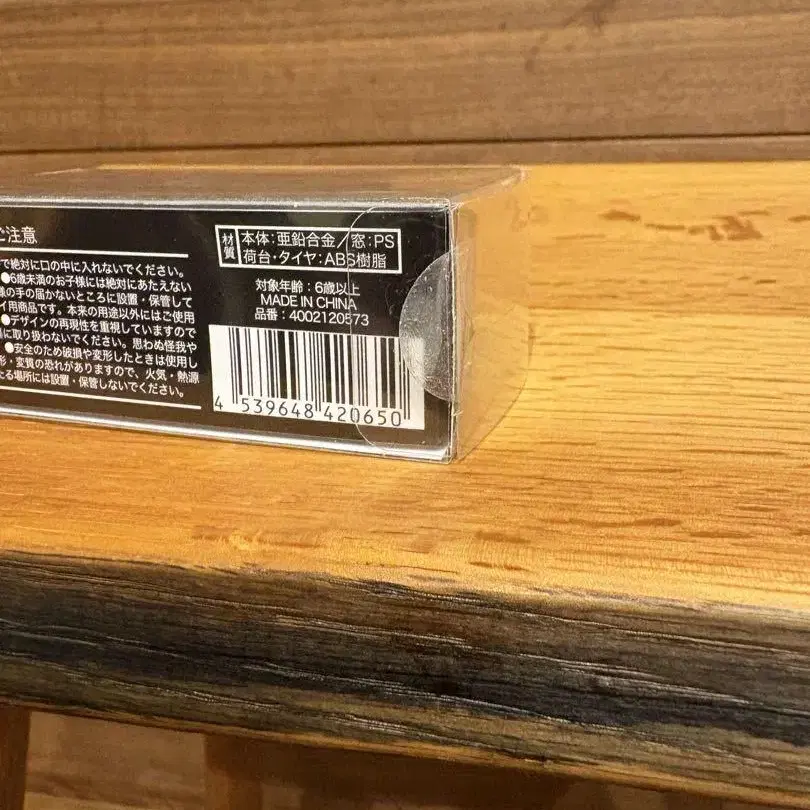 ご注意
で絶対に口の中に入れないでください。
●6歳未満のお子様には絶対にあたえない
様の手の届かないところに設置・保管して
イ用商品です。本来の用途以外にはご使用
●デザインの再現性を重視していますので
に取り扱わないでください。思わぬ怪我や
●安全のため破損や変形したときは使用し
形・変質の恐れがありますので、火気・熱源
たる場所には設置・保管しないでください。
材質
本体:亜鉛合金/窓:PS
荷台・タイヤ:ABS樹脂
対象年齢:6歳以上
MADE IN CHINA
品番:4002120573
4 539648 420650